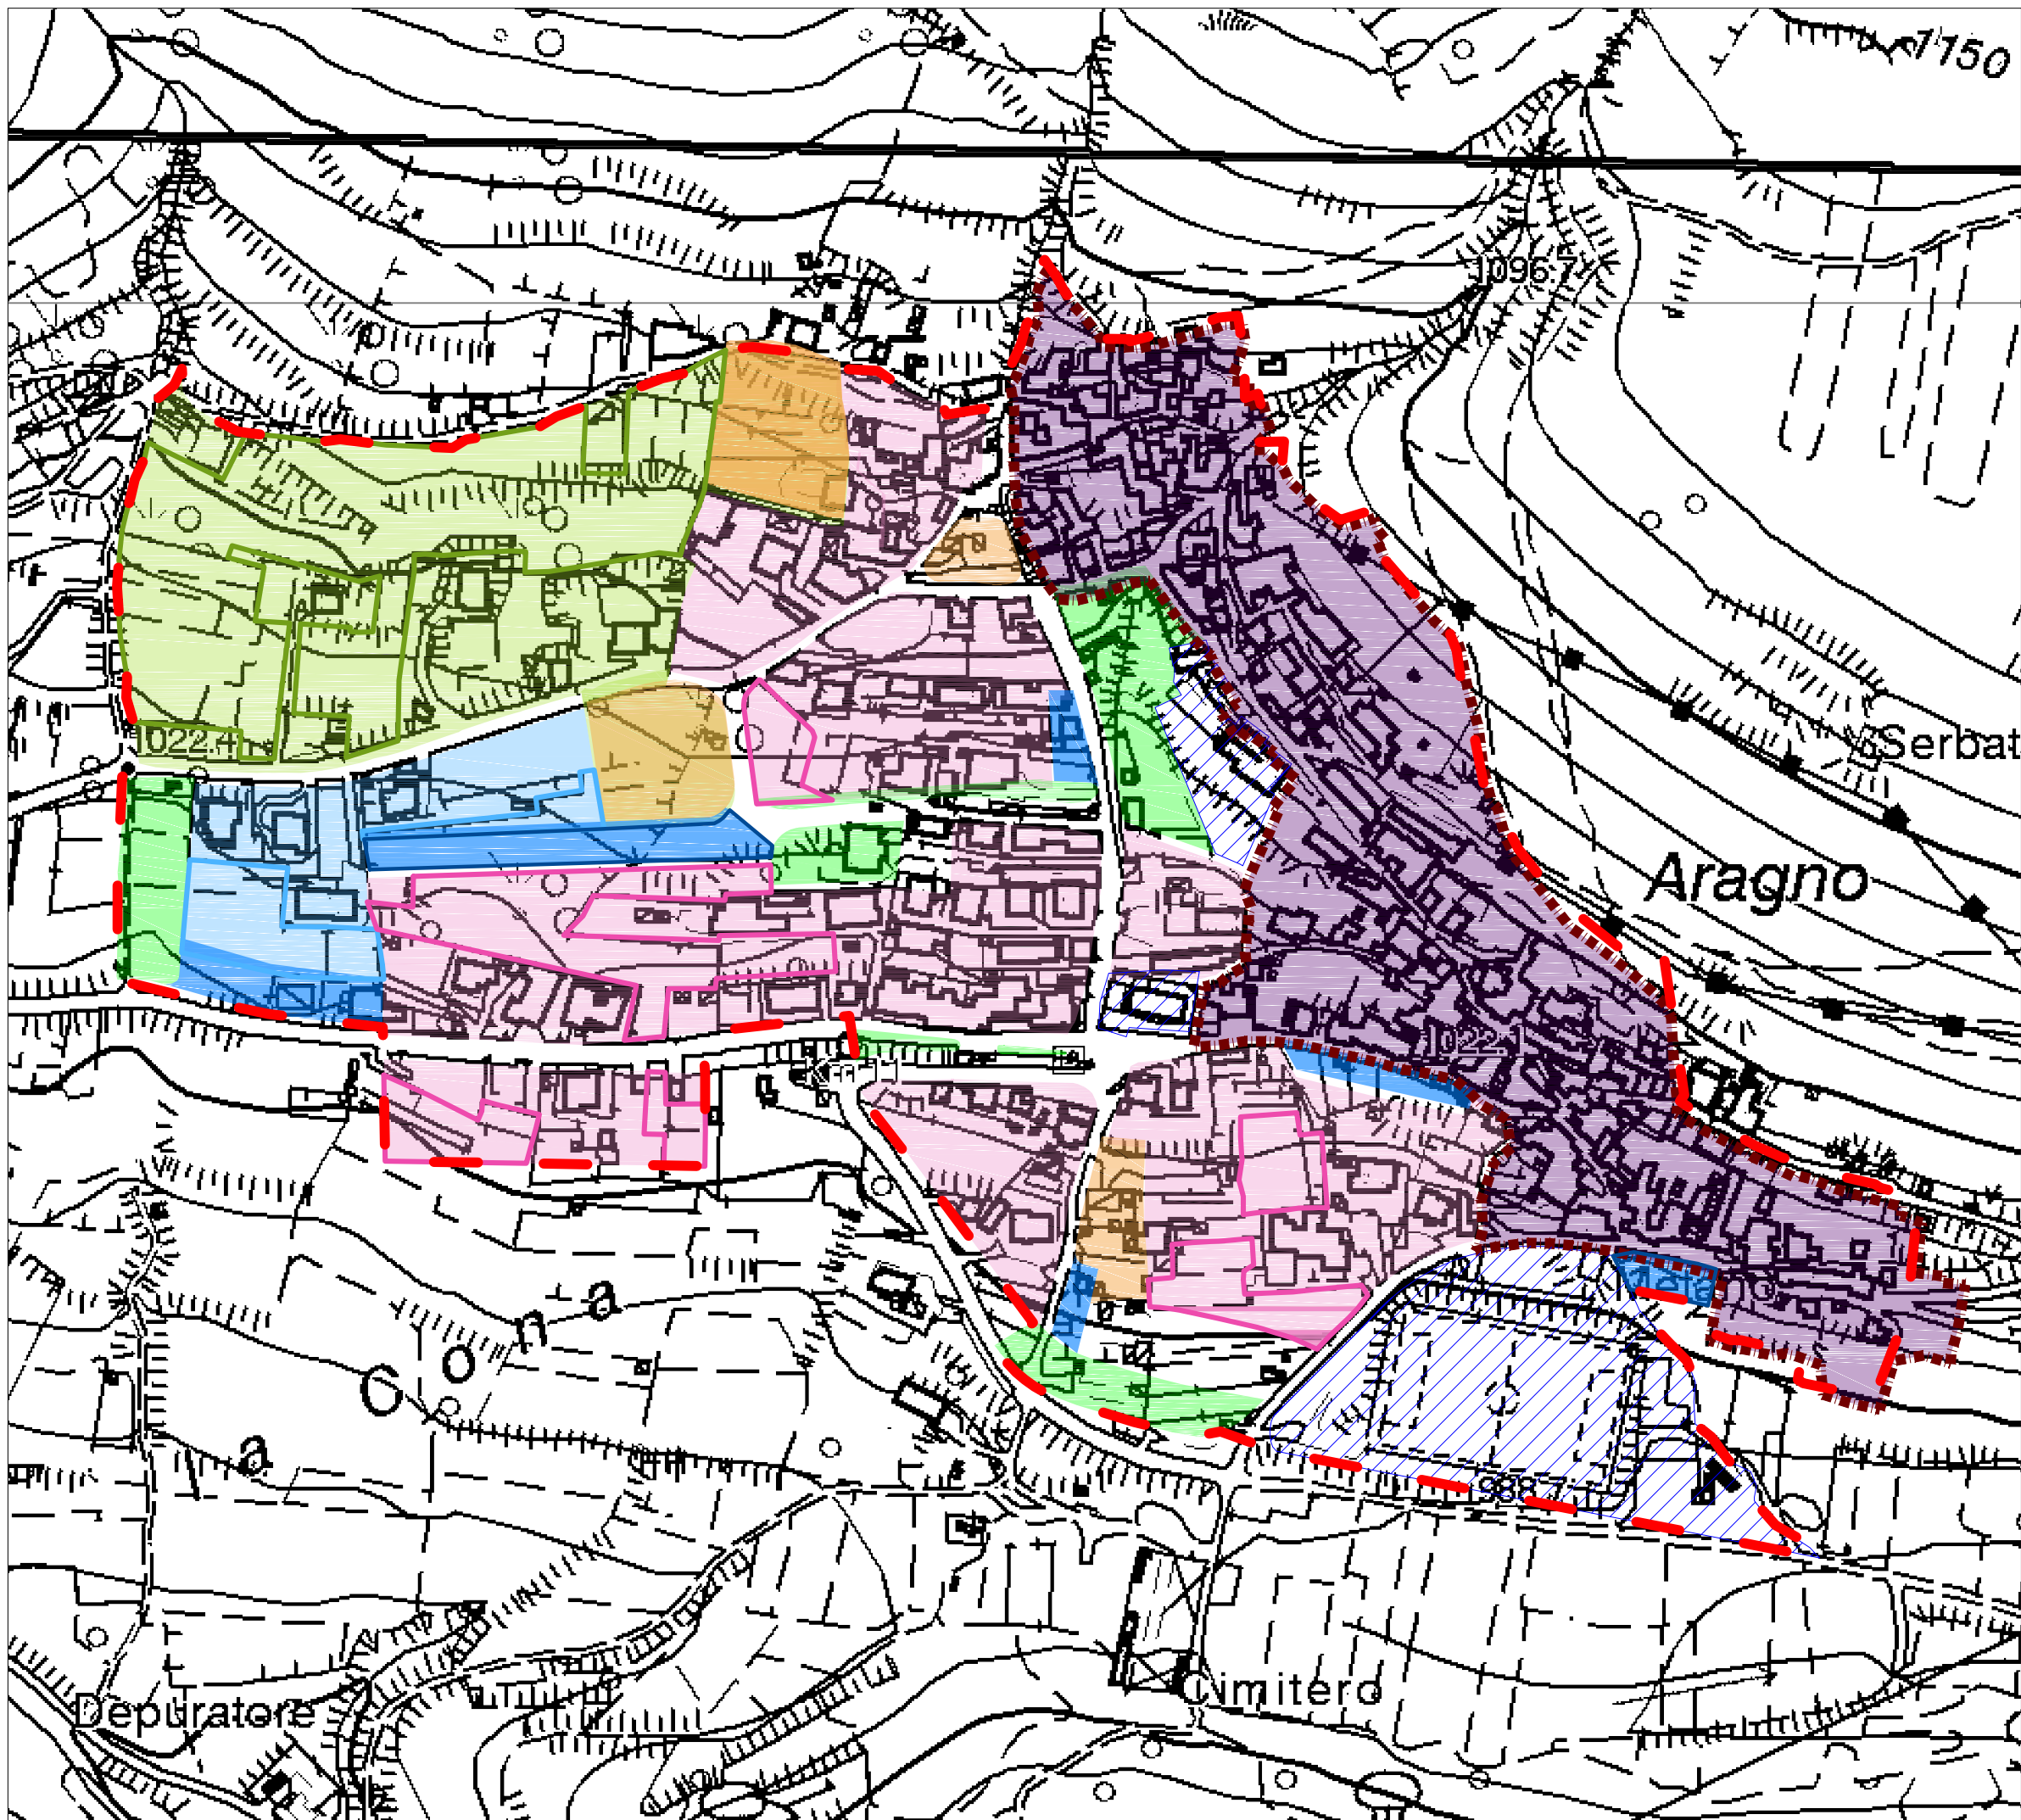 1150
1096.7
Serbat
1022.4
Aragno
1022.1
Cona
Depuratore
Cimitero